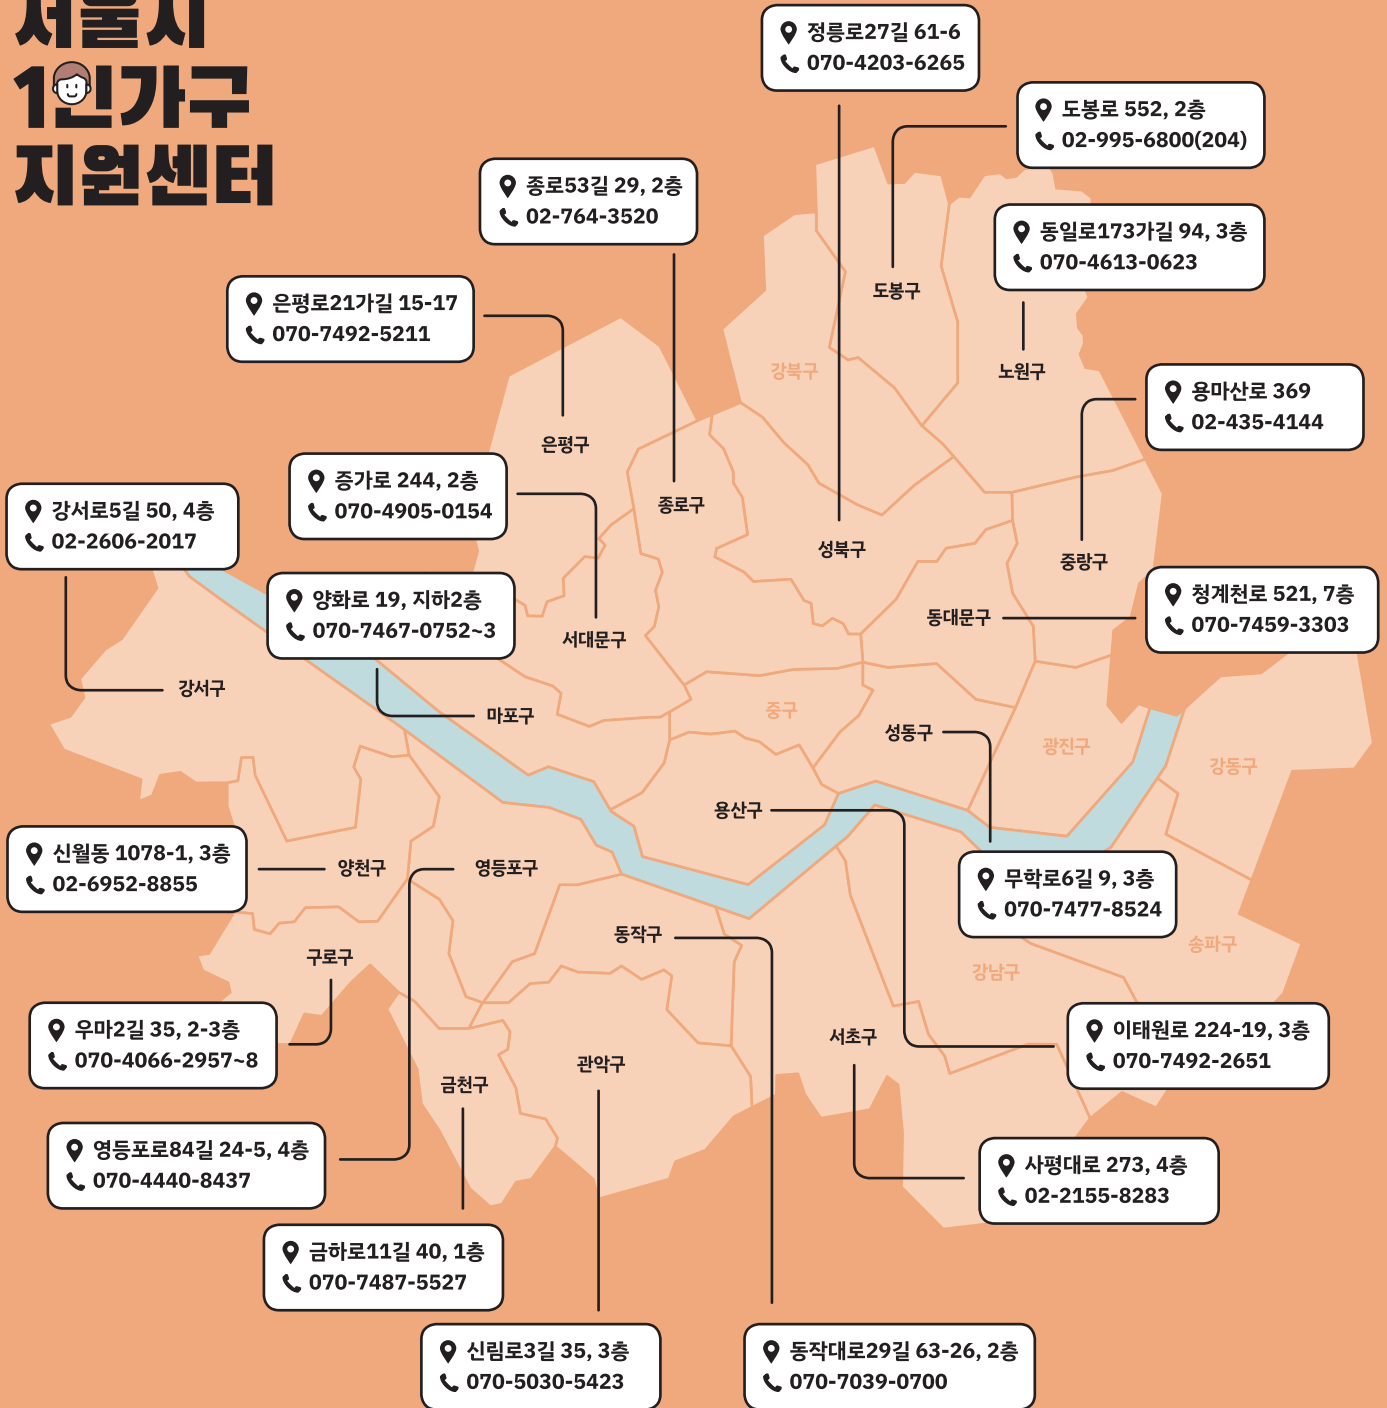 서울시
1인가구
지원센터
정릉로27길 61-6
070-4203-6265
도봉로 552, 2층
02-995-6800(204)
종로53길 29, 2층
02-764-3520
동일로173가길 94, 3층
070-4613-0623
은평로21가길 15-17
070-7492-5211
도봉구
강북구
노원구
용마산로 369
02-435-4144
은평구
증가로 244, 2층
070-4905-0154
종로구
강서로5길 50, 4층
02-2606-2017
성북구
중랑구
양화로 19, 지하2층
070-7467-0752~3
서대문구
동대문구
청계천로 521, 7층
070-7459-3303
강서구
마포구
중구
성동구
광진구
강동구
용산구
신월동 1078-1, 3층
02-6952-8855
양천구
영등포구
무학로6길 9, 3층
070-7477-8524
동작구
송파구
구로구
강남구
우마2길 35, 2-3층
070-4066-2957~8
서초구
이태원로 224-19, 3층
070-7492-2651
관악구
금천구
영등포로84길 24-5, 4층
070-4440-8437
사평대로 273, 4층
02-2155-8283
금하로11길 40, 1층
070-7487-5527
신림로3길 35, 3층
070-5030-5423
동작대로29길 63-26, 2층
070-7039-0700